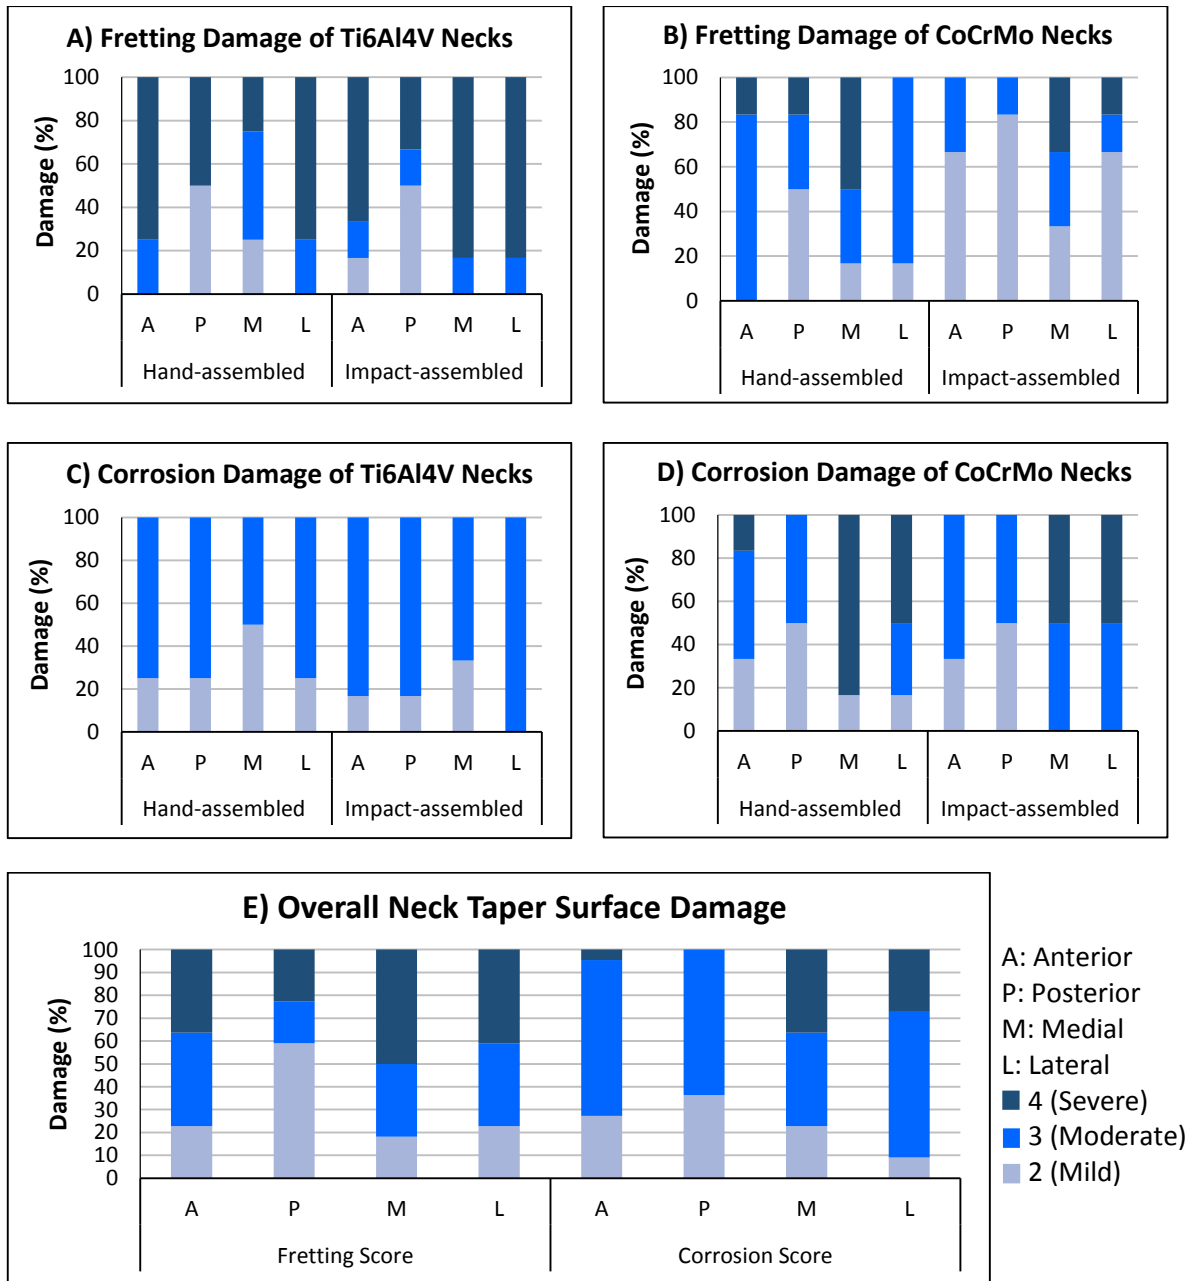 A) Fretting Damage of Ti6Al4V Necks
Damage (%)
100
80
60
40
20
0
A P M L A P M L
Hand-assembled Impact-assembled
B) Fretting Damage of CoCrMo Necks
Damage (%)
100
80
60
40
20
0
A P M L A P M L
Hand-assembled Impact-assembled
C) Corrosion Damage of Ti6Al4V Necks
Damage (%)
100
80
60
40
20
0
A P M L A P M L
Hand-assembled Impact-assembled
D) Corrosion Damage of CoCrMo Necks
Damage (%)
100
80
60
40
20
0
A P M L A P M L
Hand-assembled Impact-assembled
E) Overall Neck Taper Surface Damage
Damage (%)
100
90
80
70
60
50
40
30
20
10
0
A P M L A P M L
Fretting Score Corrosion Score
A: Anterior
P: Posterior
M: Medial
L: Lateral
4 (Severe)
3 (Moderate)
2 (Mild)